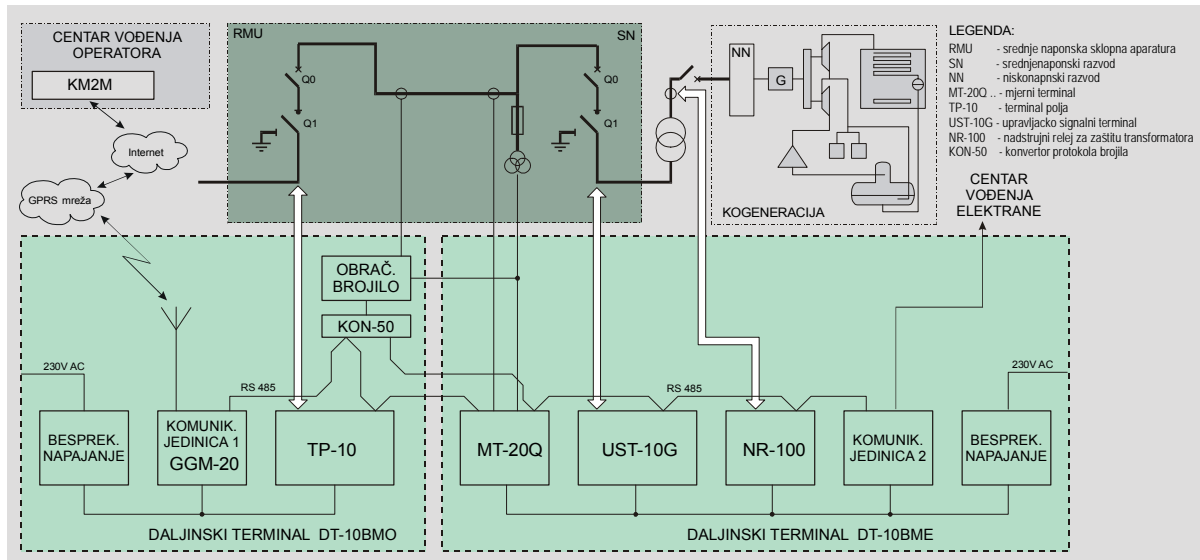 CENTAR VOĐENJA
OPERATORA
KM2M
Internet
GPRS mreža
RMU
SN
Q0
Q1
Q0
Q1
NN
G
KOGENERACIJA
LEGENDA:
RMU - srednje naponska sklopna aparatura
SN - srednjenaponski razvod
NN - niskonapnski razvod
MT-20Q .. - mjerni terminal
TP-10 - terminal polja
UST-10G - upravljacko signalni terminal
NR-100 - nadstrujni relej za zaštitu transformatora
KON-50 - konvertor protokola brojila
CENTAR
VOĐENJA
ELEKTRANE
OBRAČ.
BROJILO
KON-50
230V AC
RS 485
BESPREK.
NAPAJANJE
KOMUNIK.
JEDINICA 1
GGM-20
TP-10
DALJINSKI TERMINAL DT-10BMO
RS 485
230V AC
MT-20Q
UST-10G
NR-100
KOMUNIK.
JEDINICA 2
BESPREK.
NAPAJANJE
DALJINSKI TERMINAL DT-10BME